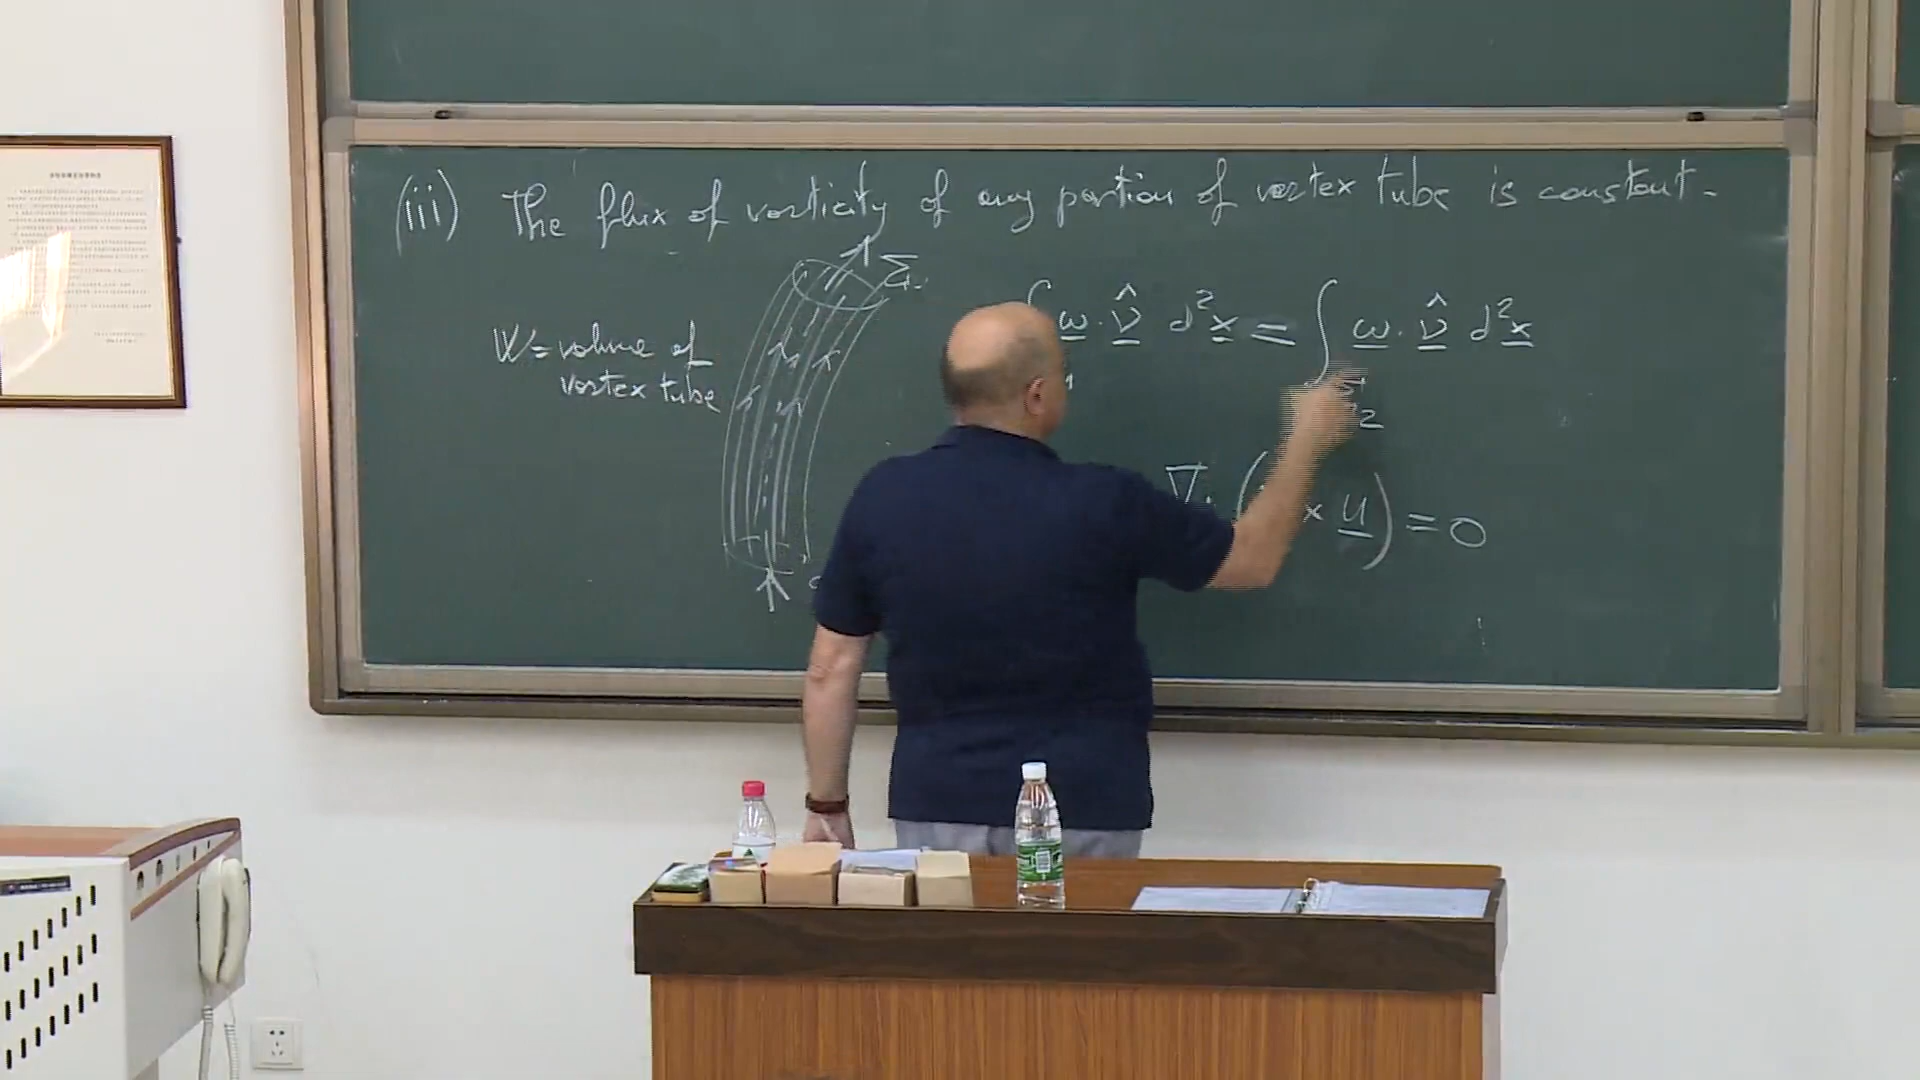 (iii) The flux of vorticity of any portion of vortex tube is constant.
Σ1
W = volume of
vortex tube
∫ ω · ν̂ d²x = ∫ ω · ν̂ d²x
1
Σ2
∇ · ( × u) = 0